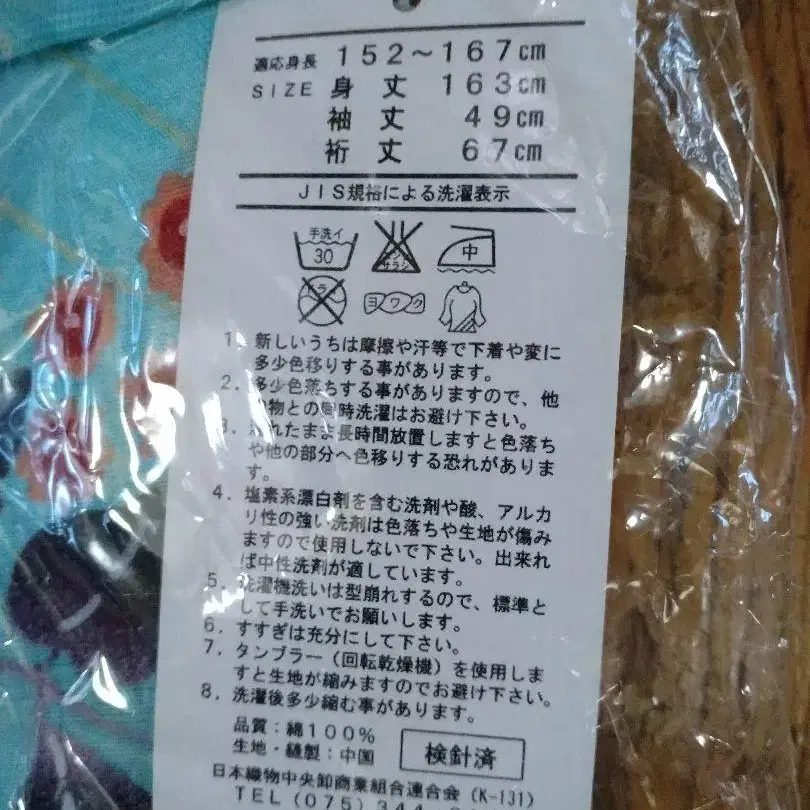 適応身長 152～167cm
SIZE 身丈 163cm
袖丈 49cm
裄丈 67cm
JIS規格による洗濯表示
手洗イ
30
サラシ
中
ヨワク
1．新しいうちは摩擦や汗等で下着や変に
多少色移りする事があります。
2．多少色落ちする事がありますので、他
物との同時洗濯はお避け下さい。
れたまま長時間放置しますと色落ち
や他の部分へ色移りする恐れがありま
す。
4．塩素系漂白剤を含む洗剤や酸、アルカ
リ性の強い洗剤は色落ちや生地が傷み
ますので使用しないで下さい。出来れ
ば中性洗剤が適しています。
5．洗濯機洗いは型崩れするので、標準と
して手洗いでお願いします。
6．すすぎは充分にして下さい。
7．タンブラー（回転乾燥機）を使用しま
すと生地が縮みますのでお避け下さい。
8．洗濯後多少縮む事があります。
品質：綿100%
生地・縫製：中国
検針済
日本織物中央卸商業組合連合会（K-131）
TEL（075）344